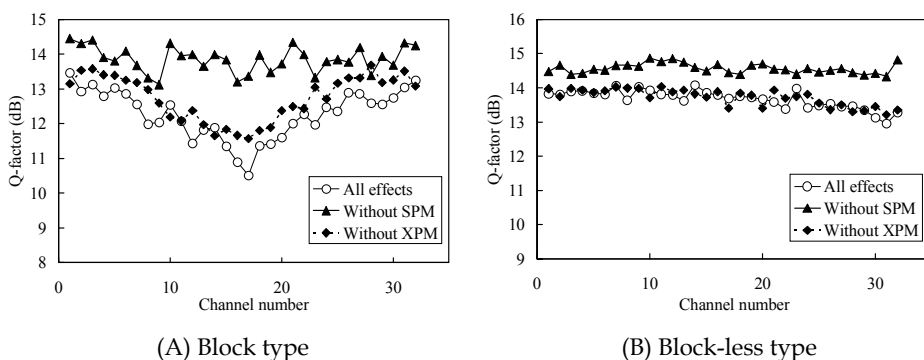 15
14
13
12
11
10
9
8
Q-factor (dB)
All effects
Without SPM
Without XPM
0 10 20 30
Channel number
(A) Block type
16
15
14
13
12
11
10
9
Q-factor (dB)
All effects
Without SPM
Without XPM
0 10 20 30
Channel number
(B) Block-less type